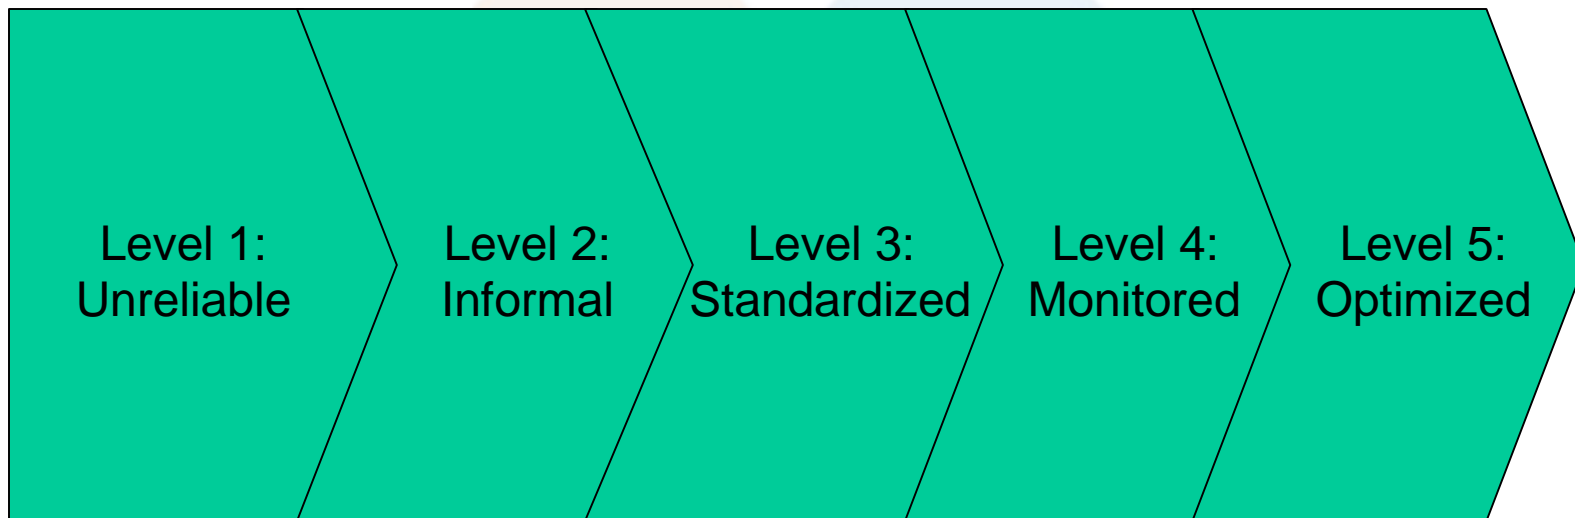 Level 1:
Unreliable
Level 2:
Informal
Level 3:
Standardized
Level 4:
Monitored
Level 5:
Optimized